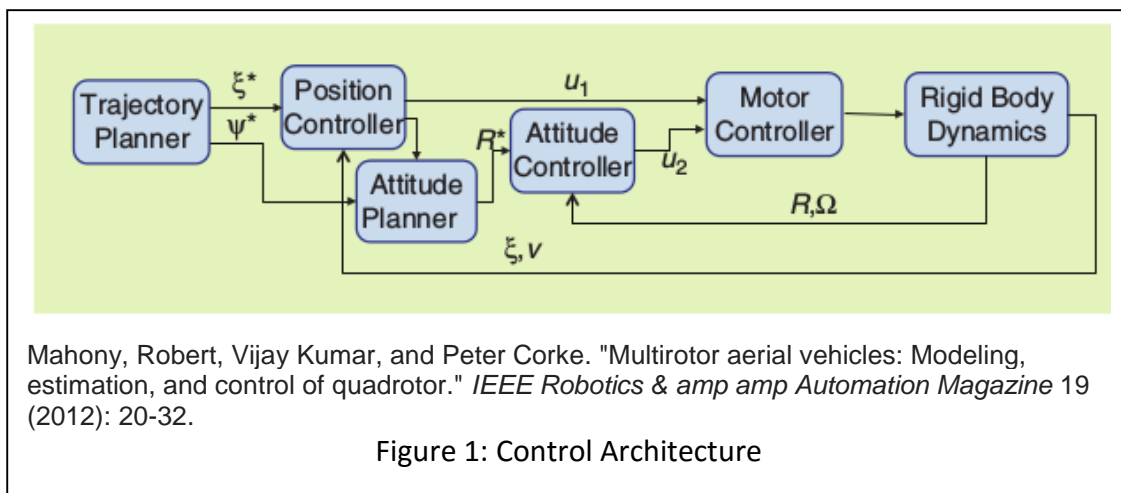 Trajectory
Planner
ξ*
ψ*
Position
Controller
Attitude
Planner
R*
Attitude
Controller
u1
u2
Motor
Controller
Rigid Body
Dynamics
R,Ω
ξ, v
Mahony, Robert, Vijay Kumar, and Peter Corke. "Multirotor aerial vehicles: Modeling,
estimation, and control of quadrotor." IEEE Robotics & amp amp Automation Magazine 19
(2012): 20-32.
Figure 1: Control Architecture